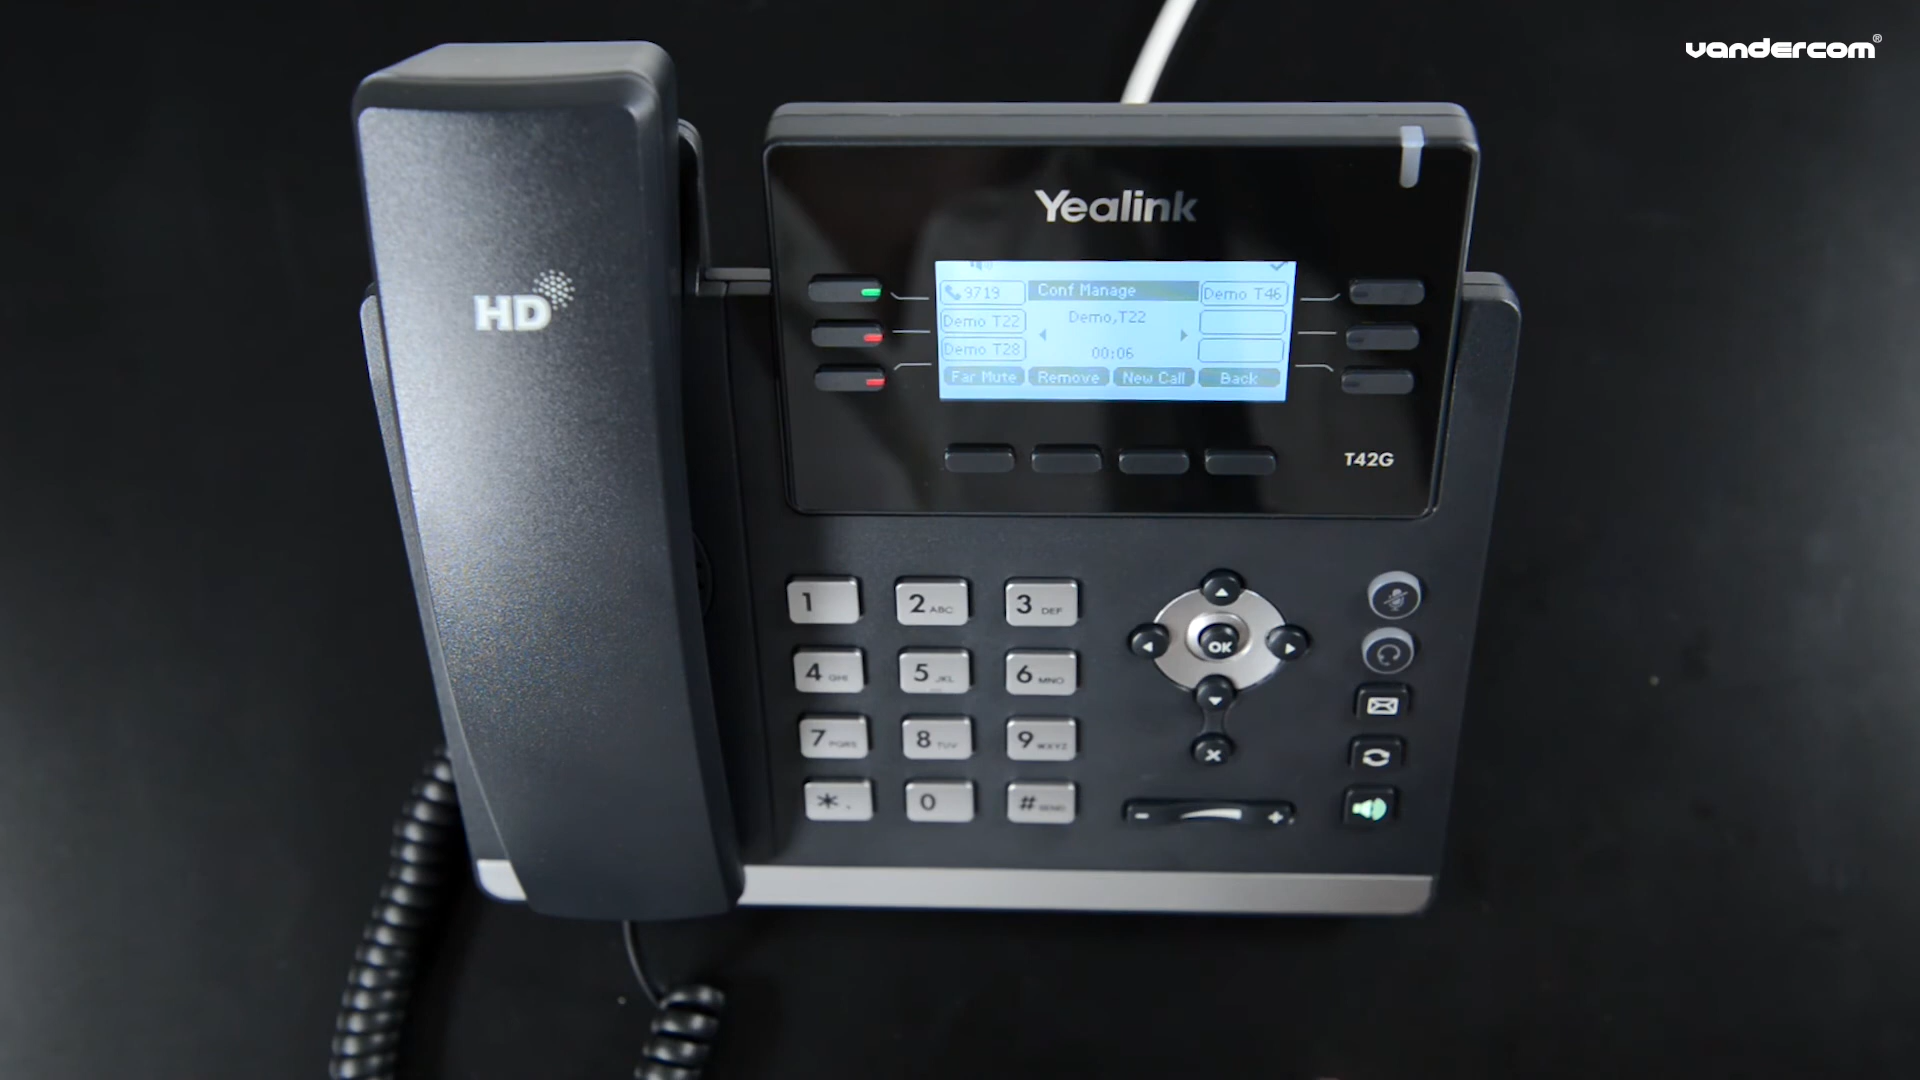 vandercom®
HD
Yealink
9719
Conf Manage
Demo T46
Demo T22
Demo,T22
Demo T28
00:06
Far Mute
Remove
New Call
Back
T42G
1
2 ABC
3 DEF
4 GHI
5 JKL
6 MNO
7 PQRS
8 TUV
9 WXYZ
* .
0
# SEND
OK